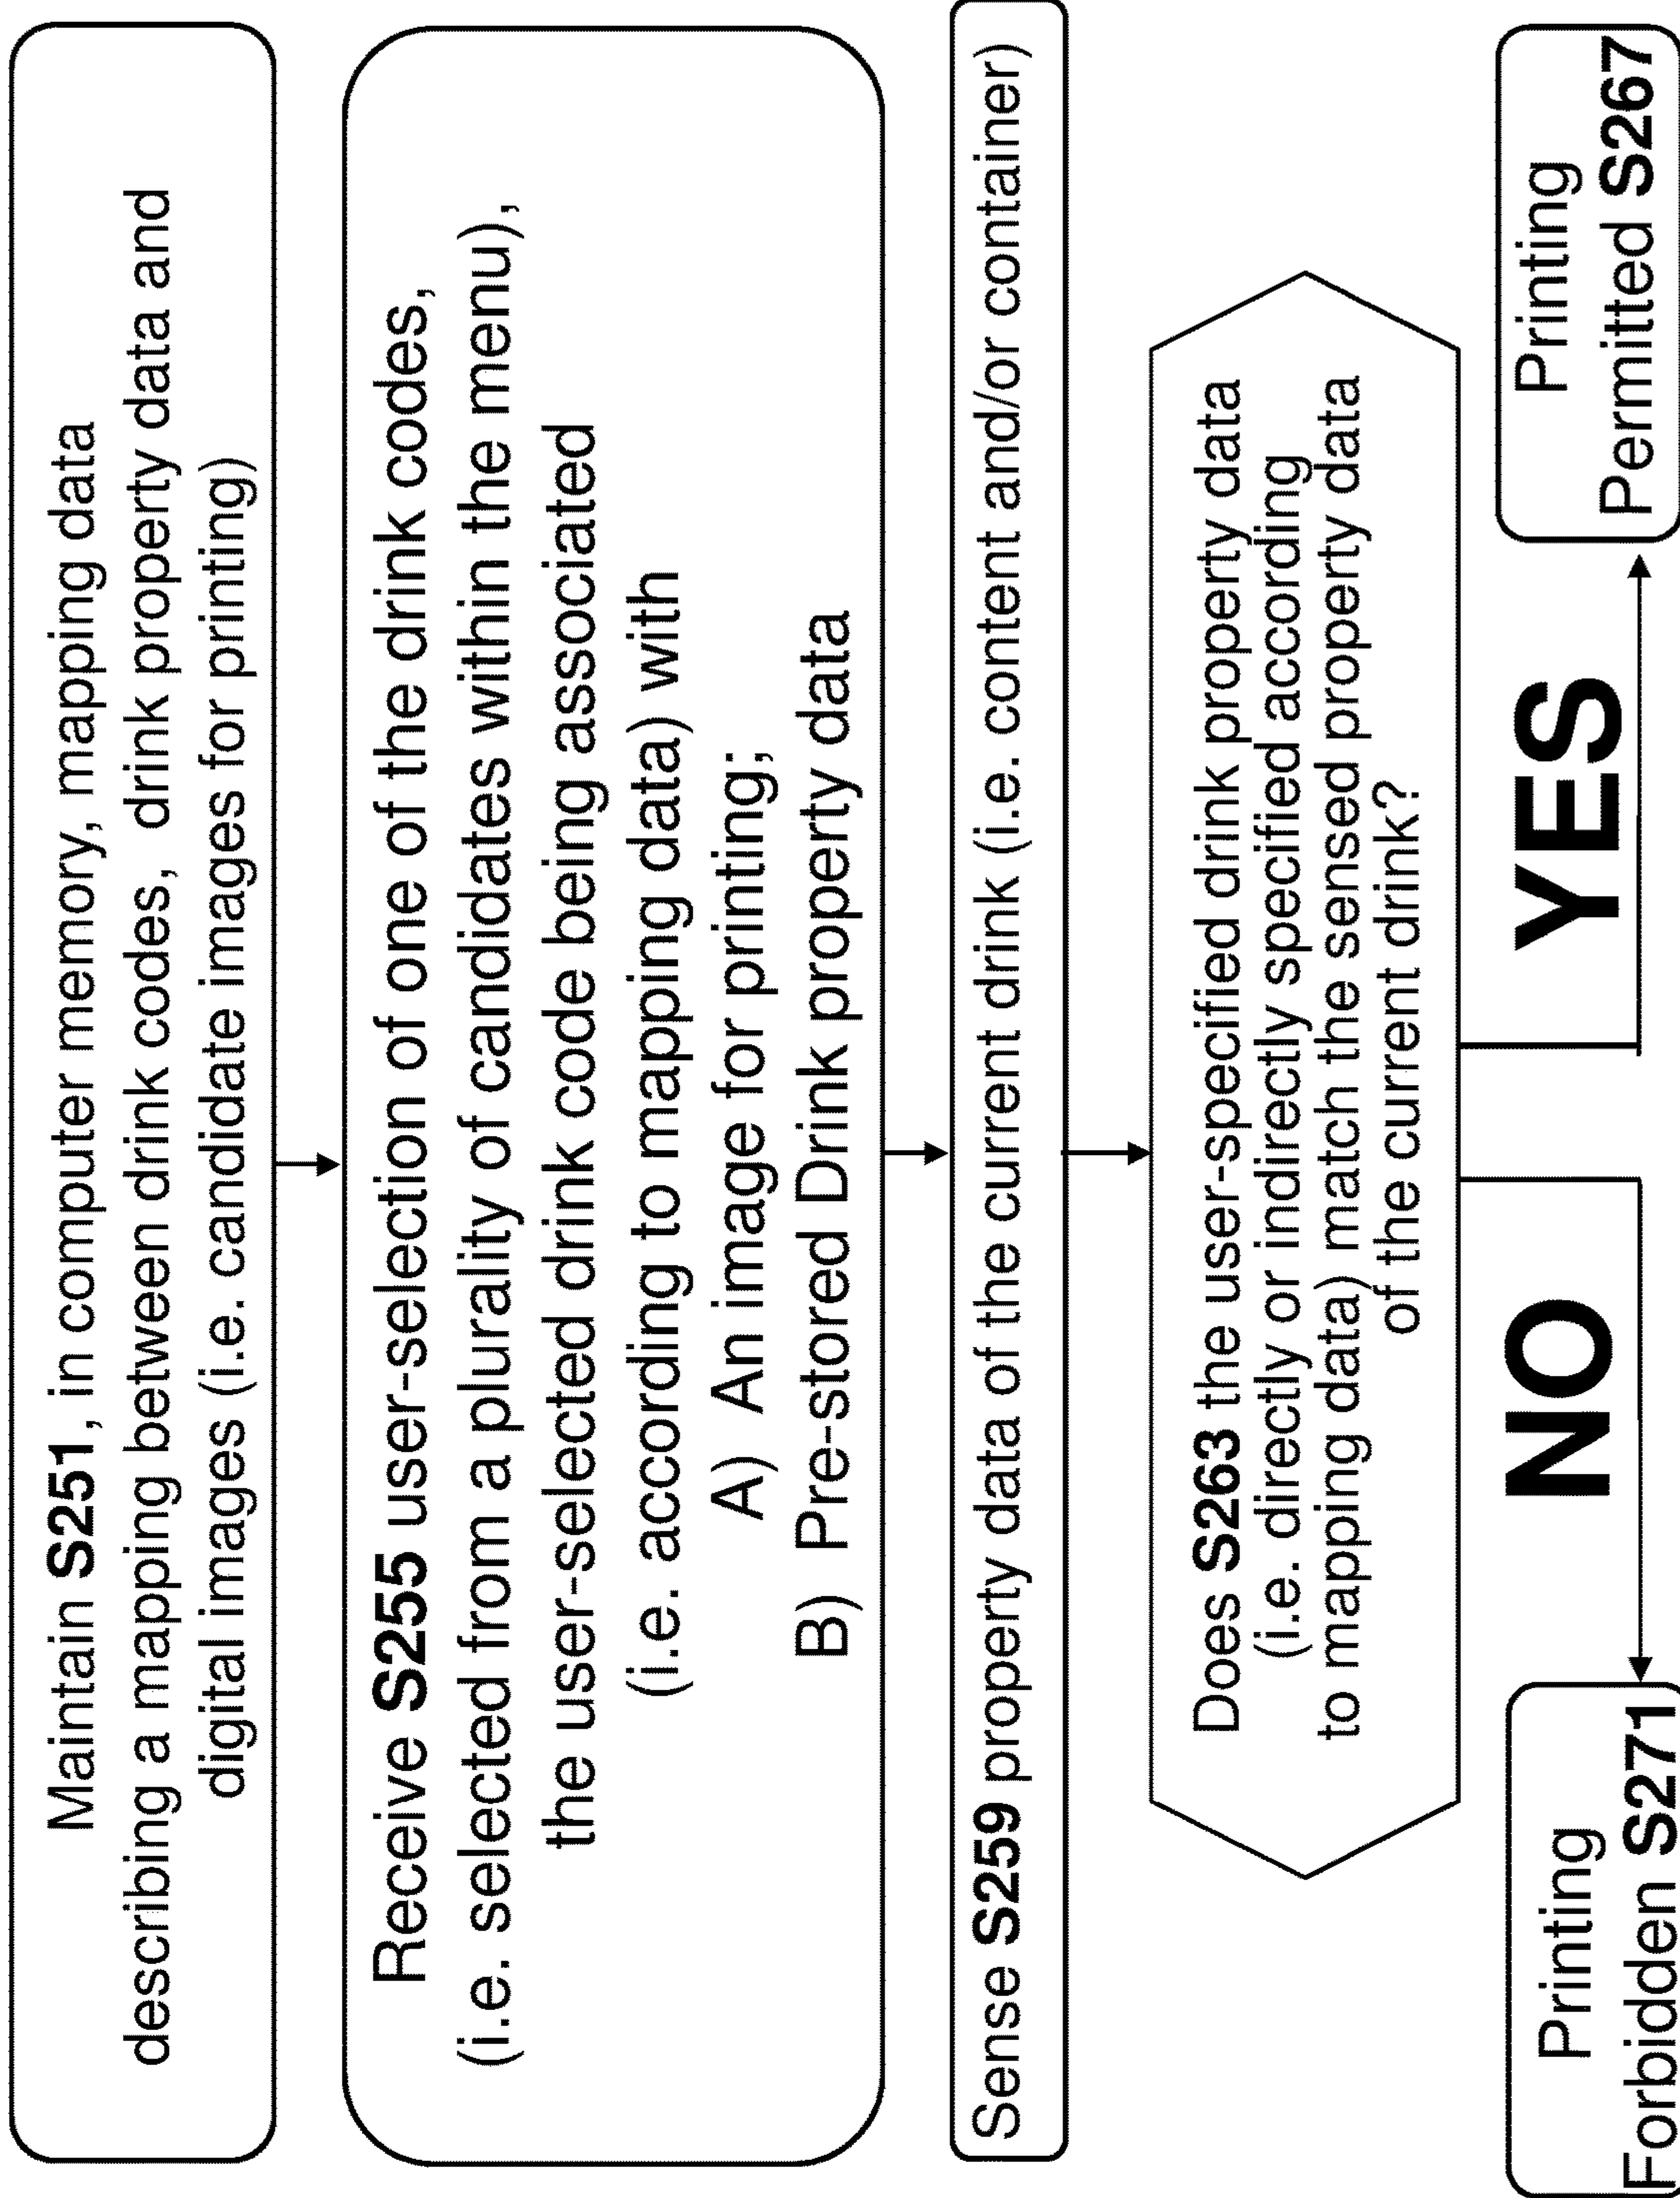 Maintain S251, in computer memory, mapping data
describing a mapping between drink codes, drink property data and
digital images (i.e. candidate images for printing)
Receive S255 user-selection of one of the drink codes,
(i.e. selected from a plurality of candidates within the menu),
the user-selected drink code being associated
(i.e. according to mapping data) with
A) An image for printing;
B) Pre-stored Drink property data
Sense S259 property data of the current drink (i.e. content and/or container)
Does S263 the user-specified drink property data
(i.e. directly or indirectly specified according
to mapping data) match the sensed property data
of the current drink?
NO
YES
Printing
Forbidden S271
Printing
Permitted S267